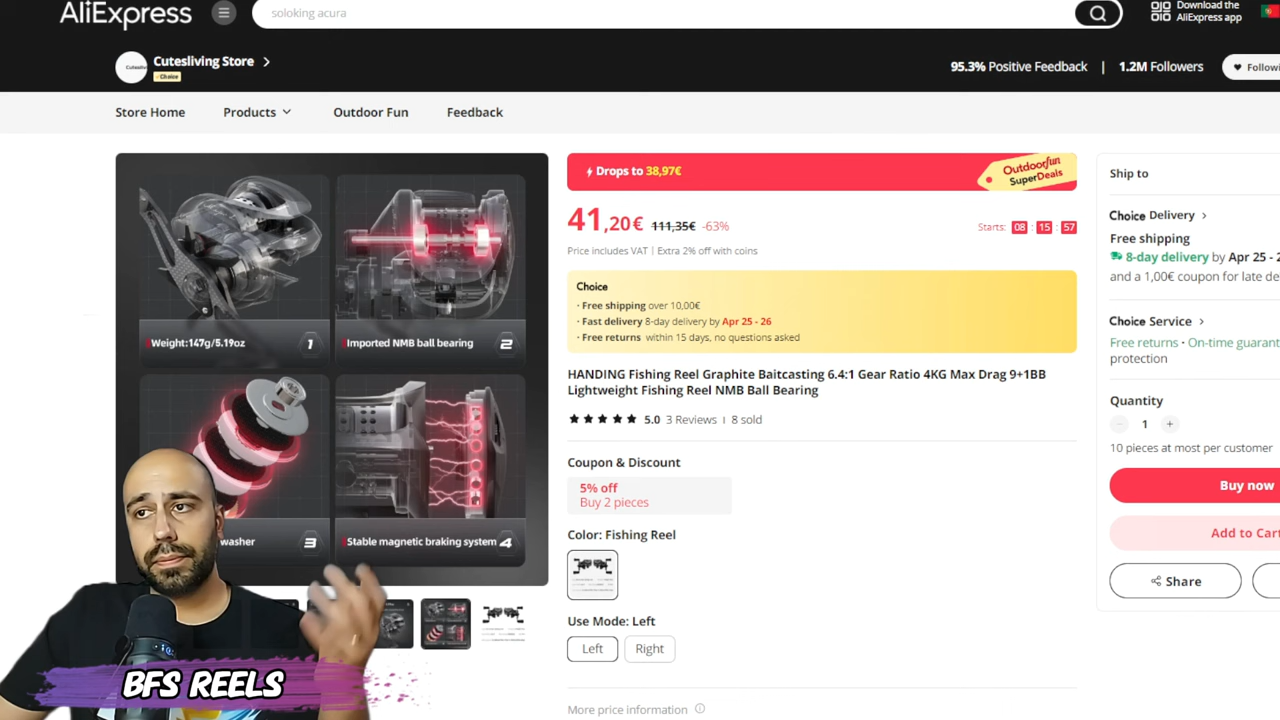 AliExpress
soloking acura
Download the
AliExpress app
Cutesliving Store
Choice
95.3% Positive Feedback | 1.2M Followers
Followi
Store Home
Products
Outdoor Fun
Feedback
Weight:147g/5.19oz 1
Imported NMB ball bearing 2
washer 3
Stable magnetic braking system 4
BFS REELS
Drops to 38,97€
Outdoorfun
SuperDeals
41,20€ 111,35€ -63%
Starts: 08 : 15 : 57
Price includes VAT | Extra 2% off with coins
Choice
· Free shipping over 10,00€
· Fast delivery 8-day delivery by Apr 25 - 26
· Free returns within 15 days, no questions asked
HANDING Fishing Reel Graphite Baitcasting 6.4:1 Gear Ratio 4KG Max Drag 9+1BB
Lightweight Fishing Reel NMB Ball Bearing
5.0 3 Reviews | 8 sold
Coupon & Discount
5% off
Buy 2 pieces
Color: Fishing Reel
Use Mode: Left
Left
Right
More price information
Ship to
Choice Delivery
Free shipping
8-day delivery by Apr 25 - 2
and a 1,00€ coupon for late de
Choice Service
Free returns · On-time guarant
protection
Quantity
− 1 +
10 pieces at most per customer
Buy now
Add to Cart
Share